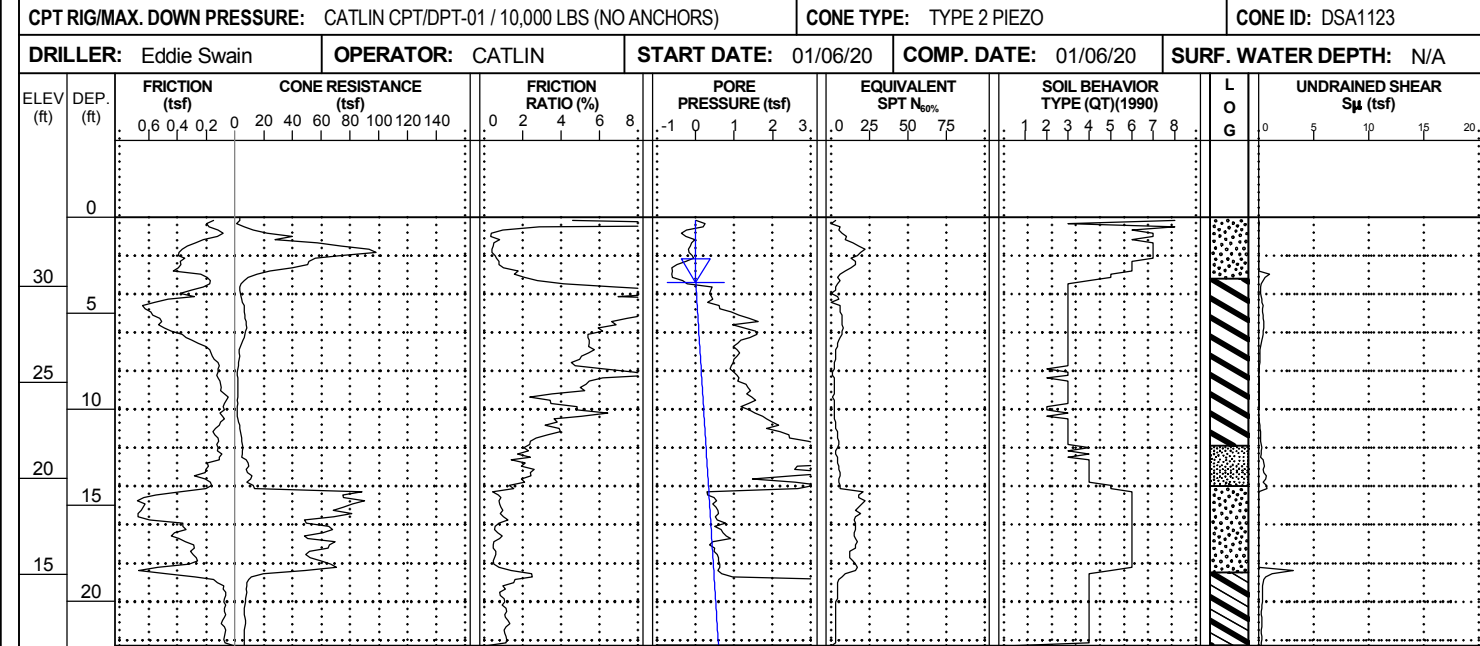 CPT RIG/MAX. DOWN PRESSURE: CATLIN CPT/DPT-01 / 10,000 LBS (NO ANCHORS) CONE TYPE: TYPE 2 PIEZO CONE ID: DSA1123
DRILLER: Eddie Swain OPERATOR: CATLIN START DATE: 01/06/20 COMP. DATE: 01/06/20 SURF. WATER DEPTH: N/A
ELEV (ft)
DEP. (ft)
FRICTION (tsf)
CONE RESISTANCE (tsf)
FRICTION RATIO (%)
PORE PRESSURE (tsf)
EQUIVALENT SPT N60%
SOIL BEHAVIOR TYPE (QT)(1990)
L O G
UNDRAINED SHEAR Sµ (tsf)
0.6 0.4 0.2 0 20 40 60 80 100 120 140
0 2 4 6 8
-1 0 1 2 3
0 25 50 75
1 2 3 4 5 6 7 8
0 5 10 15 20
0
30
5
25
10
20
15
15
20